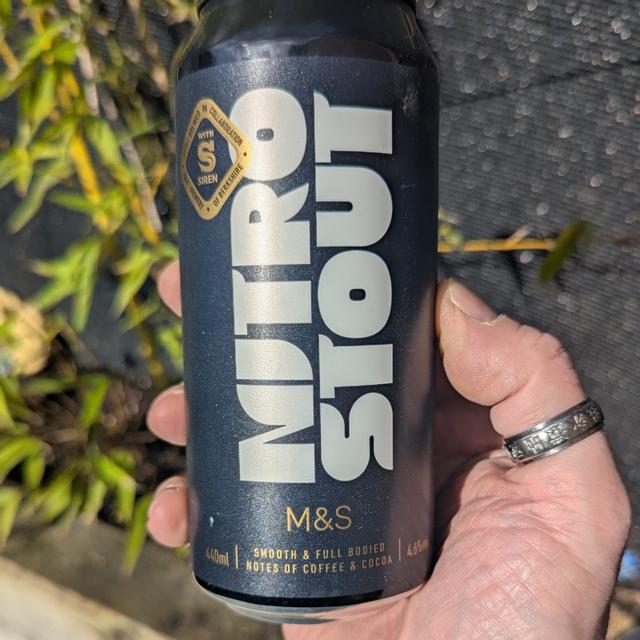 BREWED IN COLLABORATION
WITH
S
SIREN
OF BERKSHIRE
NITRO
STOUT
M&S
440ml
SMOOTH & FULL BODIED
NOTES OF COFFEE & COCOA
4.6%